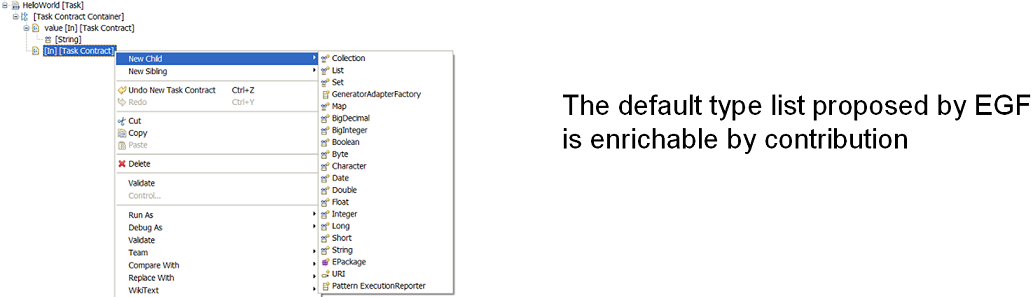 HeloWorld [Task]
[Task Contract Container]
value [In] [Task Contract]
[String]
[In] [Task Contract]
New Child
New Sibling
Undo New Task Contract Ctrl+Z
Redo Ctrl+Y
Cut
Copy
Paste
Delete
Validate
Control...
Run As
Debug As
Validate
Team
Compare With
Replace With
WikiText
Collection
List
Set
GeneratorAdapterFactory
Map
BigDecimal
BigInteger
Boolean
Byte
Character
Date
Double
Float
Integer
Long
Short
String
EPackage
URI
Pattern ExecutionReporter
The default type list proposed by EGF
is enrichable by contribution